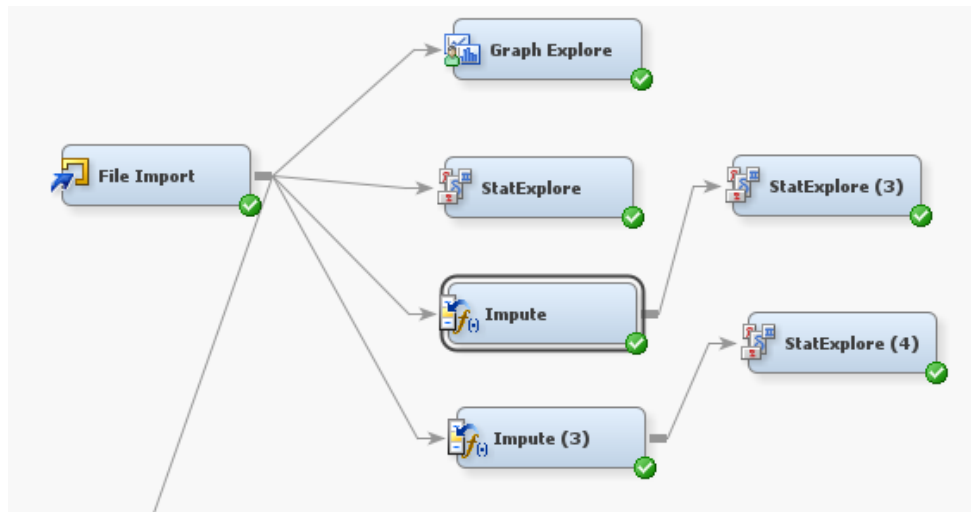 Graph Explore
File Import
StatExplore
StatExplore (3)
Impute
StatExplore (4)
Impute (3)